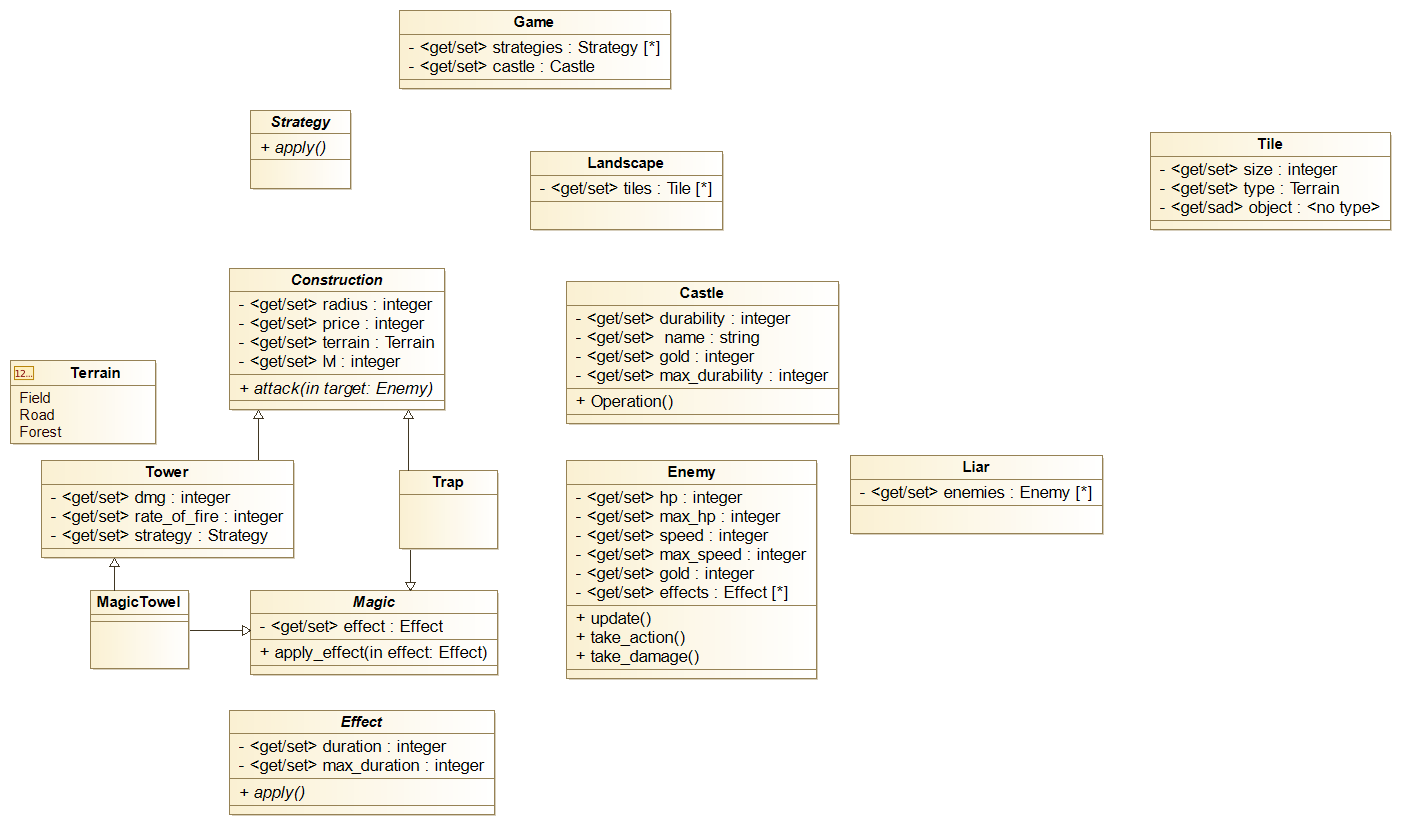 Game
- <get/set> strategies : Strategy [*]
- <get/set> castle : Castle
Strategy
+ apply()
Landscape
- <get/set> tiles : Tile [*]
Tile
- <get/set> size : integer
- <get/set> type : Terrain
- <get/sad> object : <no type>
Construction
- <get/set> radius : integer
- <get/set> price : integer
- <get/set> terrain : Terrain
- <get/set> M : integer
+ attack(in target: Enemy)
Castle
- <get/set> durability : integer
- <get/set>  name : string
- <get/set> gold : integer
- <get/set> max_durability : integer
+ Operation()
12...
Terrain
Field
Road
Forest
Tower
- <get/set> dmg : integer
- <get/set> rate_of_fire : integer
- <get/set> strategy : Strategy
Trap
Enemy
- <get/set> hp : integer
- <get/set> max_hp : integer
- <get/set> speed : integer
- <get/set> max_speed : integer
- <get/set> gold : integer
- <get/set> effects : Effect [*]
+ update()
+ take_action()
+ take_damage()
Liar
- <get/set> enemies : Enemy [*]
MagicTowel
Magic
- <get/set> effect : Effect
+ apply_effect(in effect: Effect)
Effect
- <get/set> duration : integer
- <get/set> max_duration : integer
+ apply()